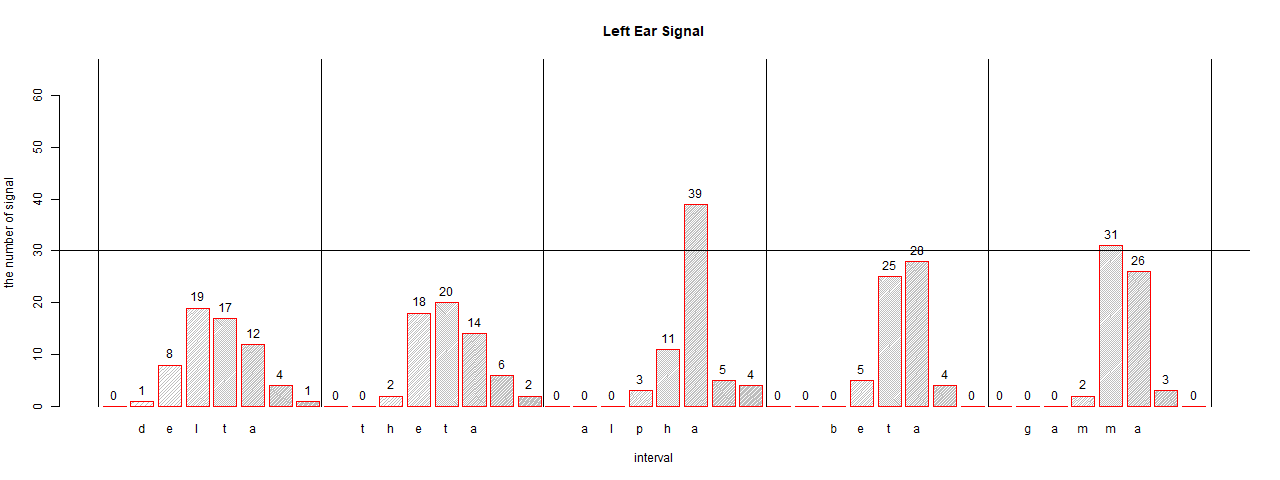 Left Ear Signal
the number of signal
60
50
40
30
20
10
0
0 1 8 19 17 12 4 1 0 0 2 18 20 14 6 2 0 0 0 3 11 39 5 4 0 0 0 5 25 28 4 0 0 0 0 2 31 26 3 0
d e l t a t h e t a a l p h a b e t a g a m m a
interval